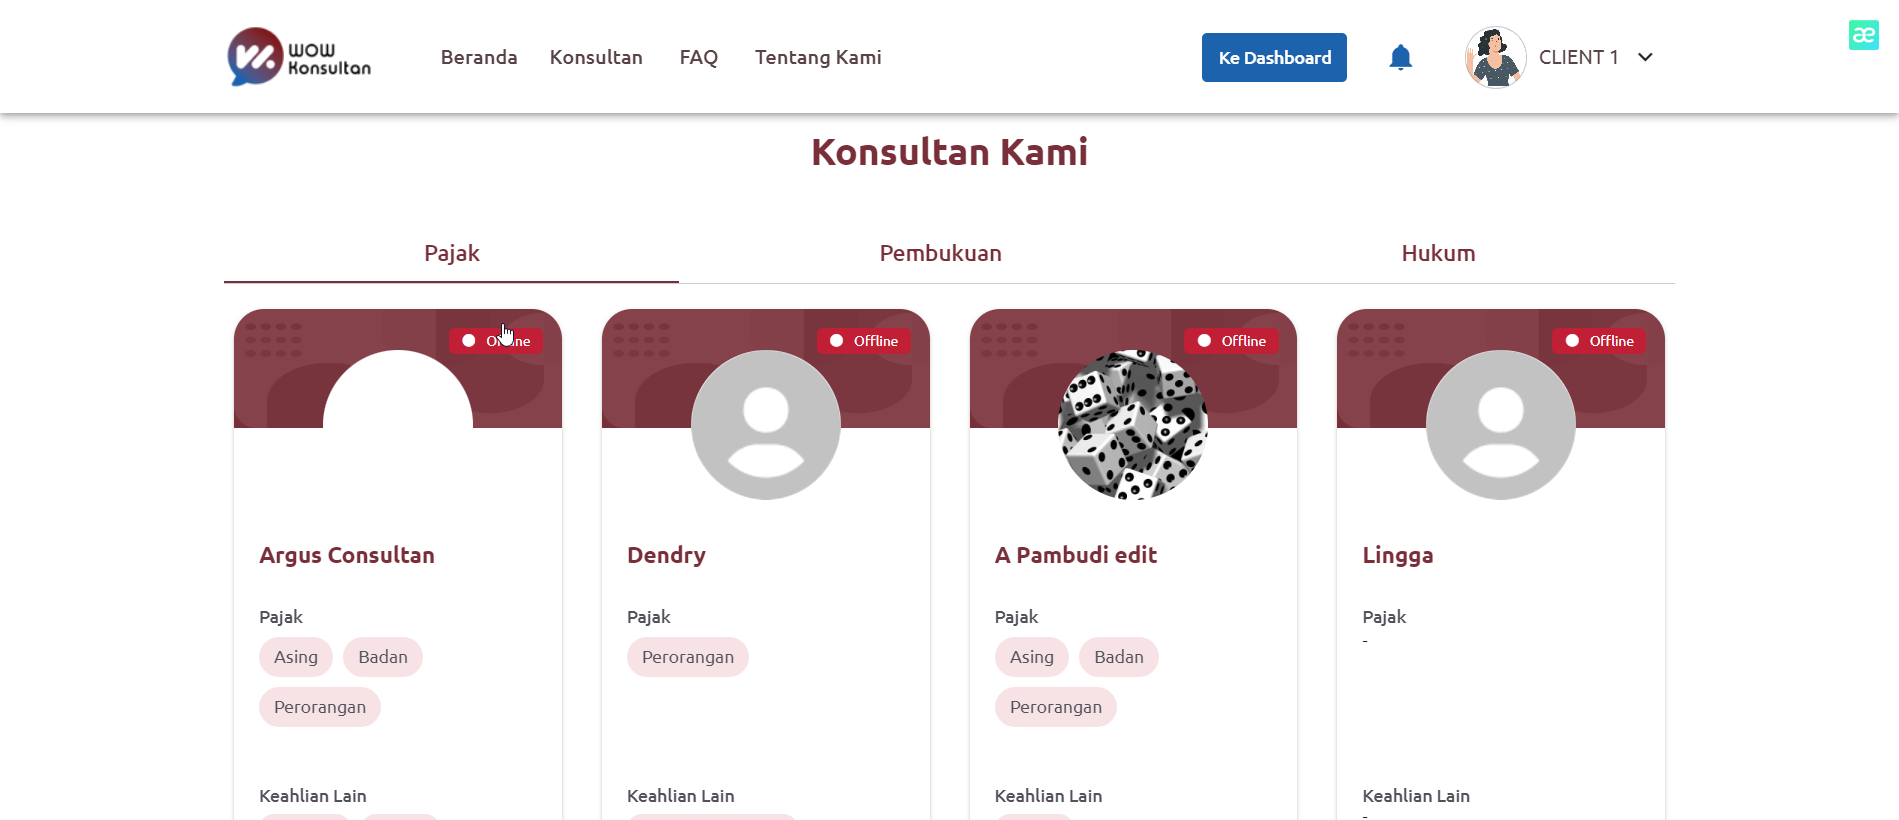 WOW
Konsultan
Beranda
Konsultan
FAQ
Tentang Kami
Ke Dashboard
CLIENT 1
æ
Konsultan Kami
Pajak
Pembukuan
Hukum
Offline
Offline
Offline
Argus Consultan
Dendry
A Pambudi edit
Lingga
Pajak
Asing
Badan
Perorangan
Pajak
Perorangan
Pajak
Asing
Badan
Perorangan
Pajak
-
Keahlian Lain
Keahlian Lain
Keahlian Lain
Keahlian Lain